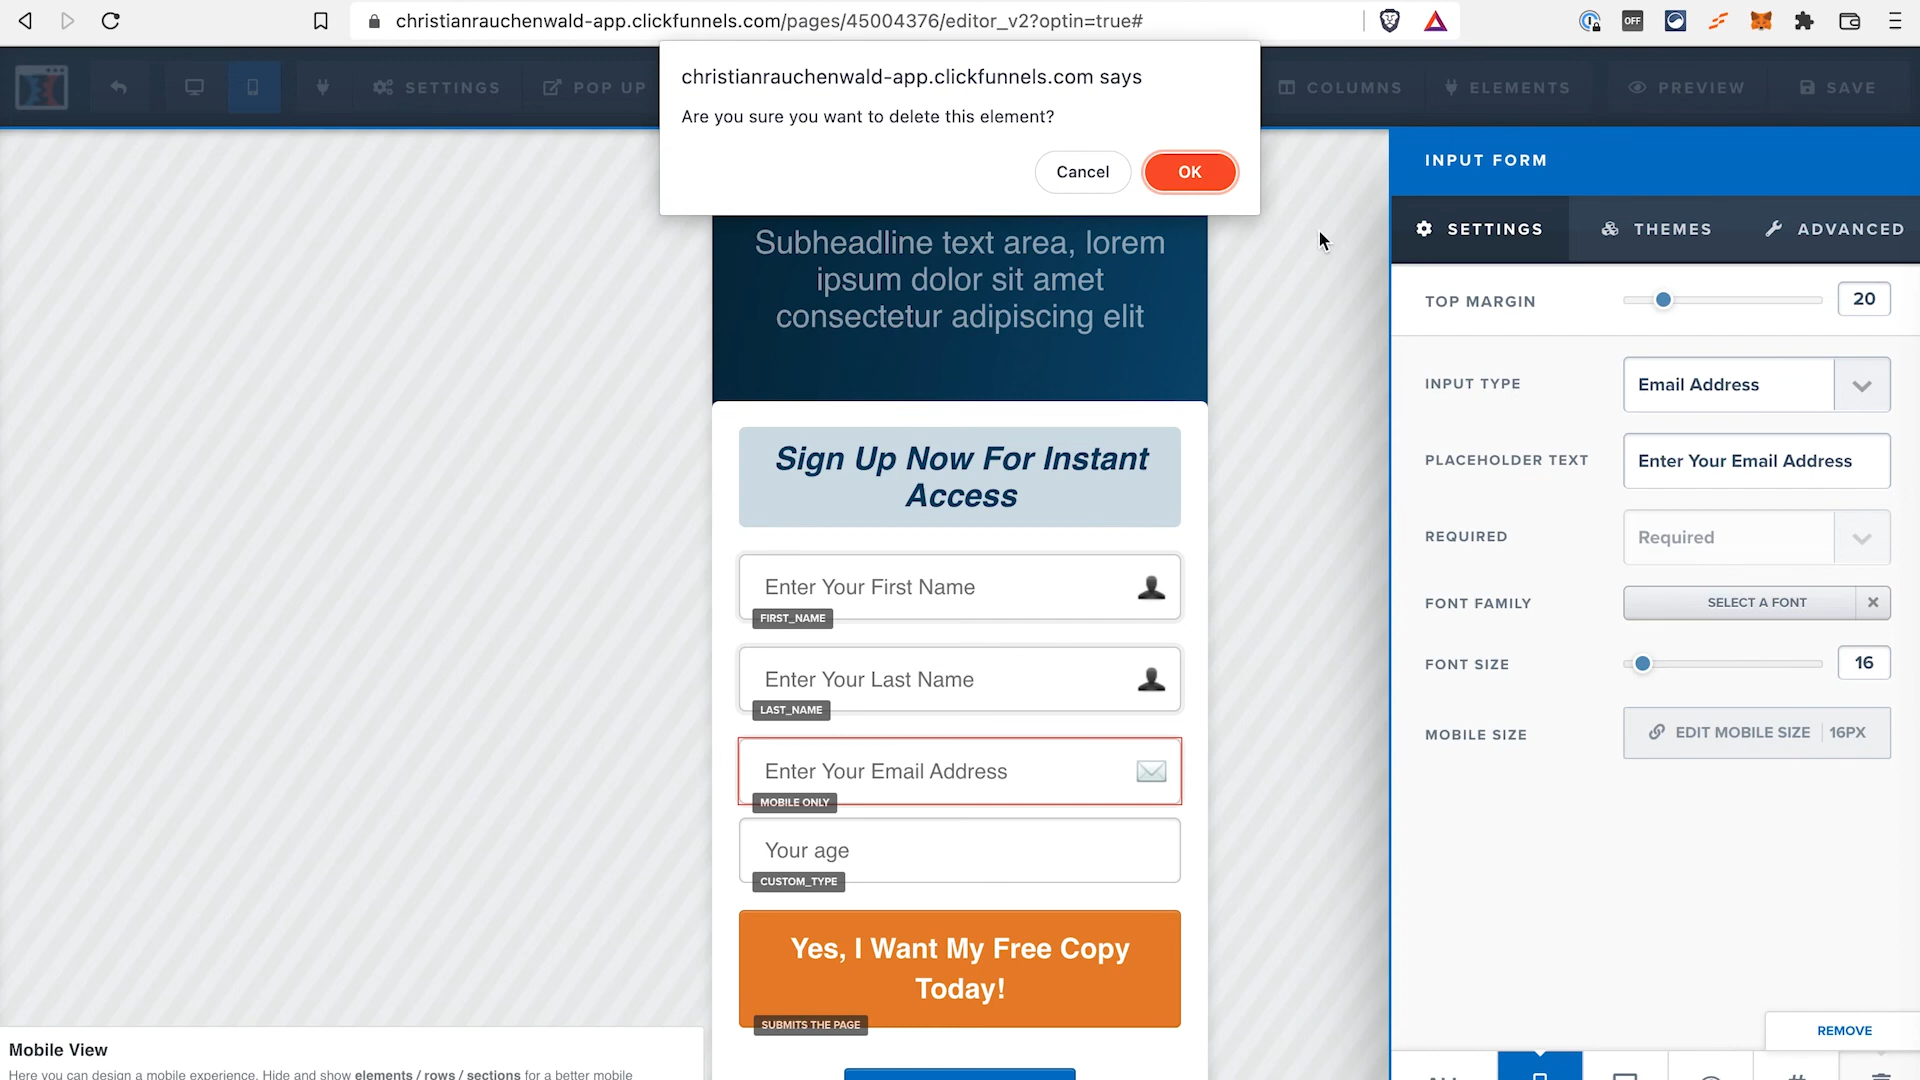 christianrauchenwald-app.clickfunnels.com/pages/45004376/editor_v2?optin=true#
OFF
SETTINGS
POP UP
COLUMNS
ELEMENTS
PREVIEW
SAVE
christianrauchenwald-app.clickfunnels.com says
Are you sure you want to delete this element?
Cancel
OK
Subheadline text area, lorem
ipsum dolor sit amet
consectetur adipiscing elit
Sign Up Now For Instant
Access
Enter Your First Name
FIRST_NAME
Enter Your Last Name
LAST_NAME
Enter Your Email Address
MOBILE ONLY
Your age
CUSTOM_TYPE
Yes, I Want My Free Copy
Today!
SUBMITS THE PAGE
INPUT FORM
SETTINGS
THEMES
ADVANCED
TOP MARGIN
20
INPUT TYPE
Email Address
PLACEHOLDER TEXT
Enter Your Email Address
REQUIRED
Required
FONT FAMILY
SELECT A FONT
FONT SIZE
16
MOBILE SIZE
EDIT MOBILE SIZE 16PX
REMOVE
Mobile View
Here you can design a mobile experience. Hide and show elements / rows / sections for a better mobile